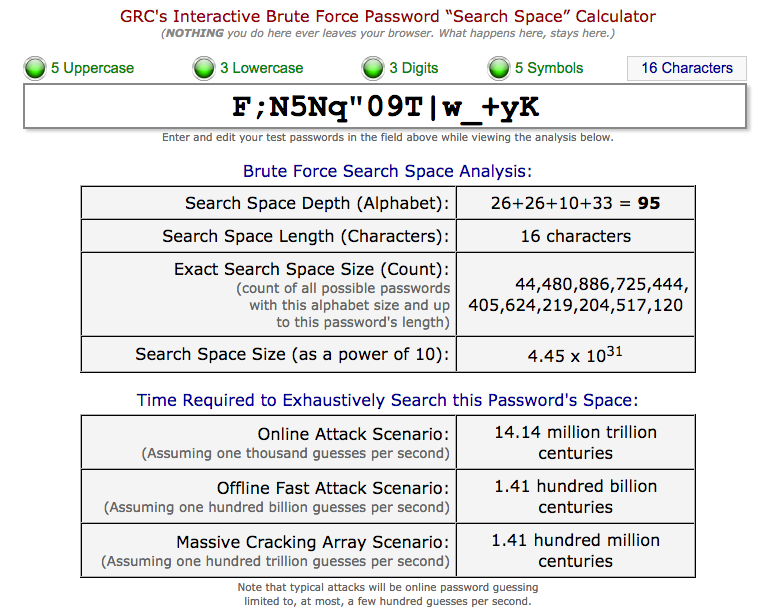 GRC's Interactive Brute Force Password “Search Space” Calculator
(NOTHING you do here ever leaves your browser. What happens here, stays here.)
5 Uppercase 3 Lowercase 3 Digits 5 Symbols 16 Characters
F;N5Nq"09T|w_+yK
Enter and edit your test passwords in the field above while viewing the analysis below.
Brute Force Search Space Analysis:
Search Space Depth (Alphabet): 26+26+10+33 = 95
Search Space Length (Characters): 16 characters
Exact Search Space Size (Count):
(count of all possible passwords
with this alphabet size and up
to this password's length)
44,480,886,725,444,
405,624,219,204,517,120
Search Space Size (as a power of 10): 4.45 x 10³¹
Time Required to Exhaustively Search this Password's Space:
Online Attack Scenario:
(Assuming one thousand guesses per second)
14.14 million trillion
centuries
Offline Fast Attack Scenario:
(Assuming one hundred billion guesses per second)
1.41 hundred billion
centuries
Massive Cracking Array Scenario:
(Assuming one hundred trillion guesses per second)
1.41 hundred million
centuries
Note that typical attacks will be online password guessing
limited to, at most, a few hundred guesses per second.